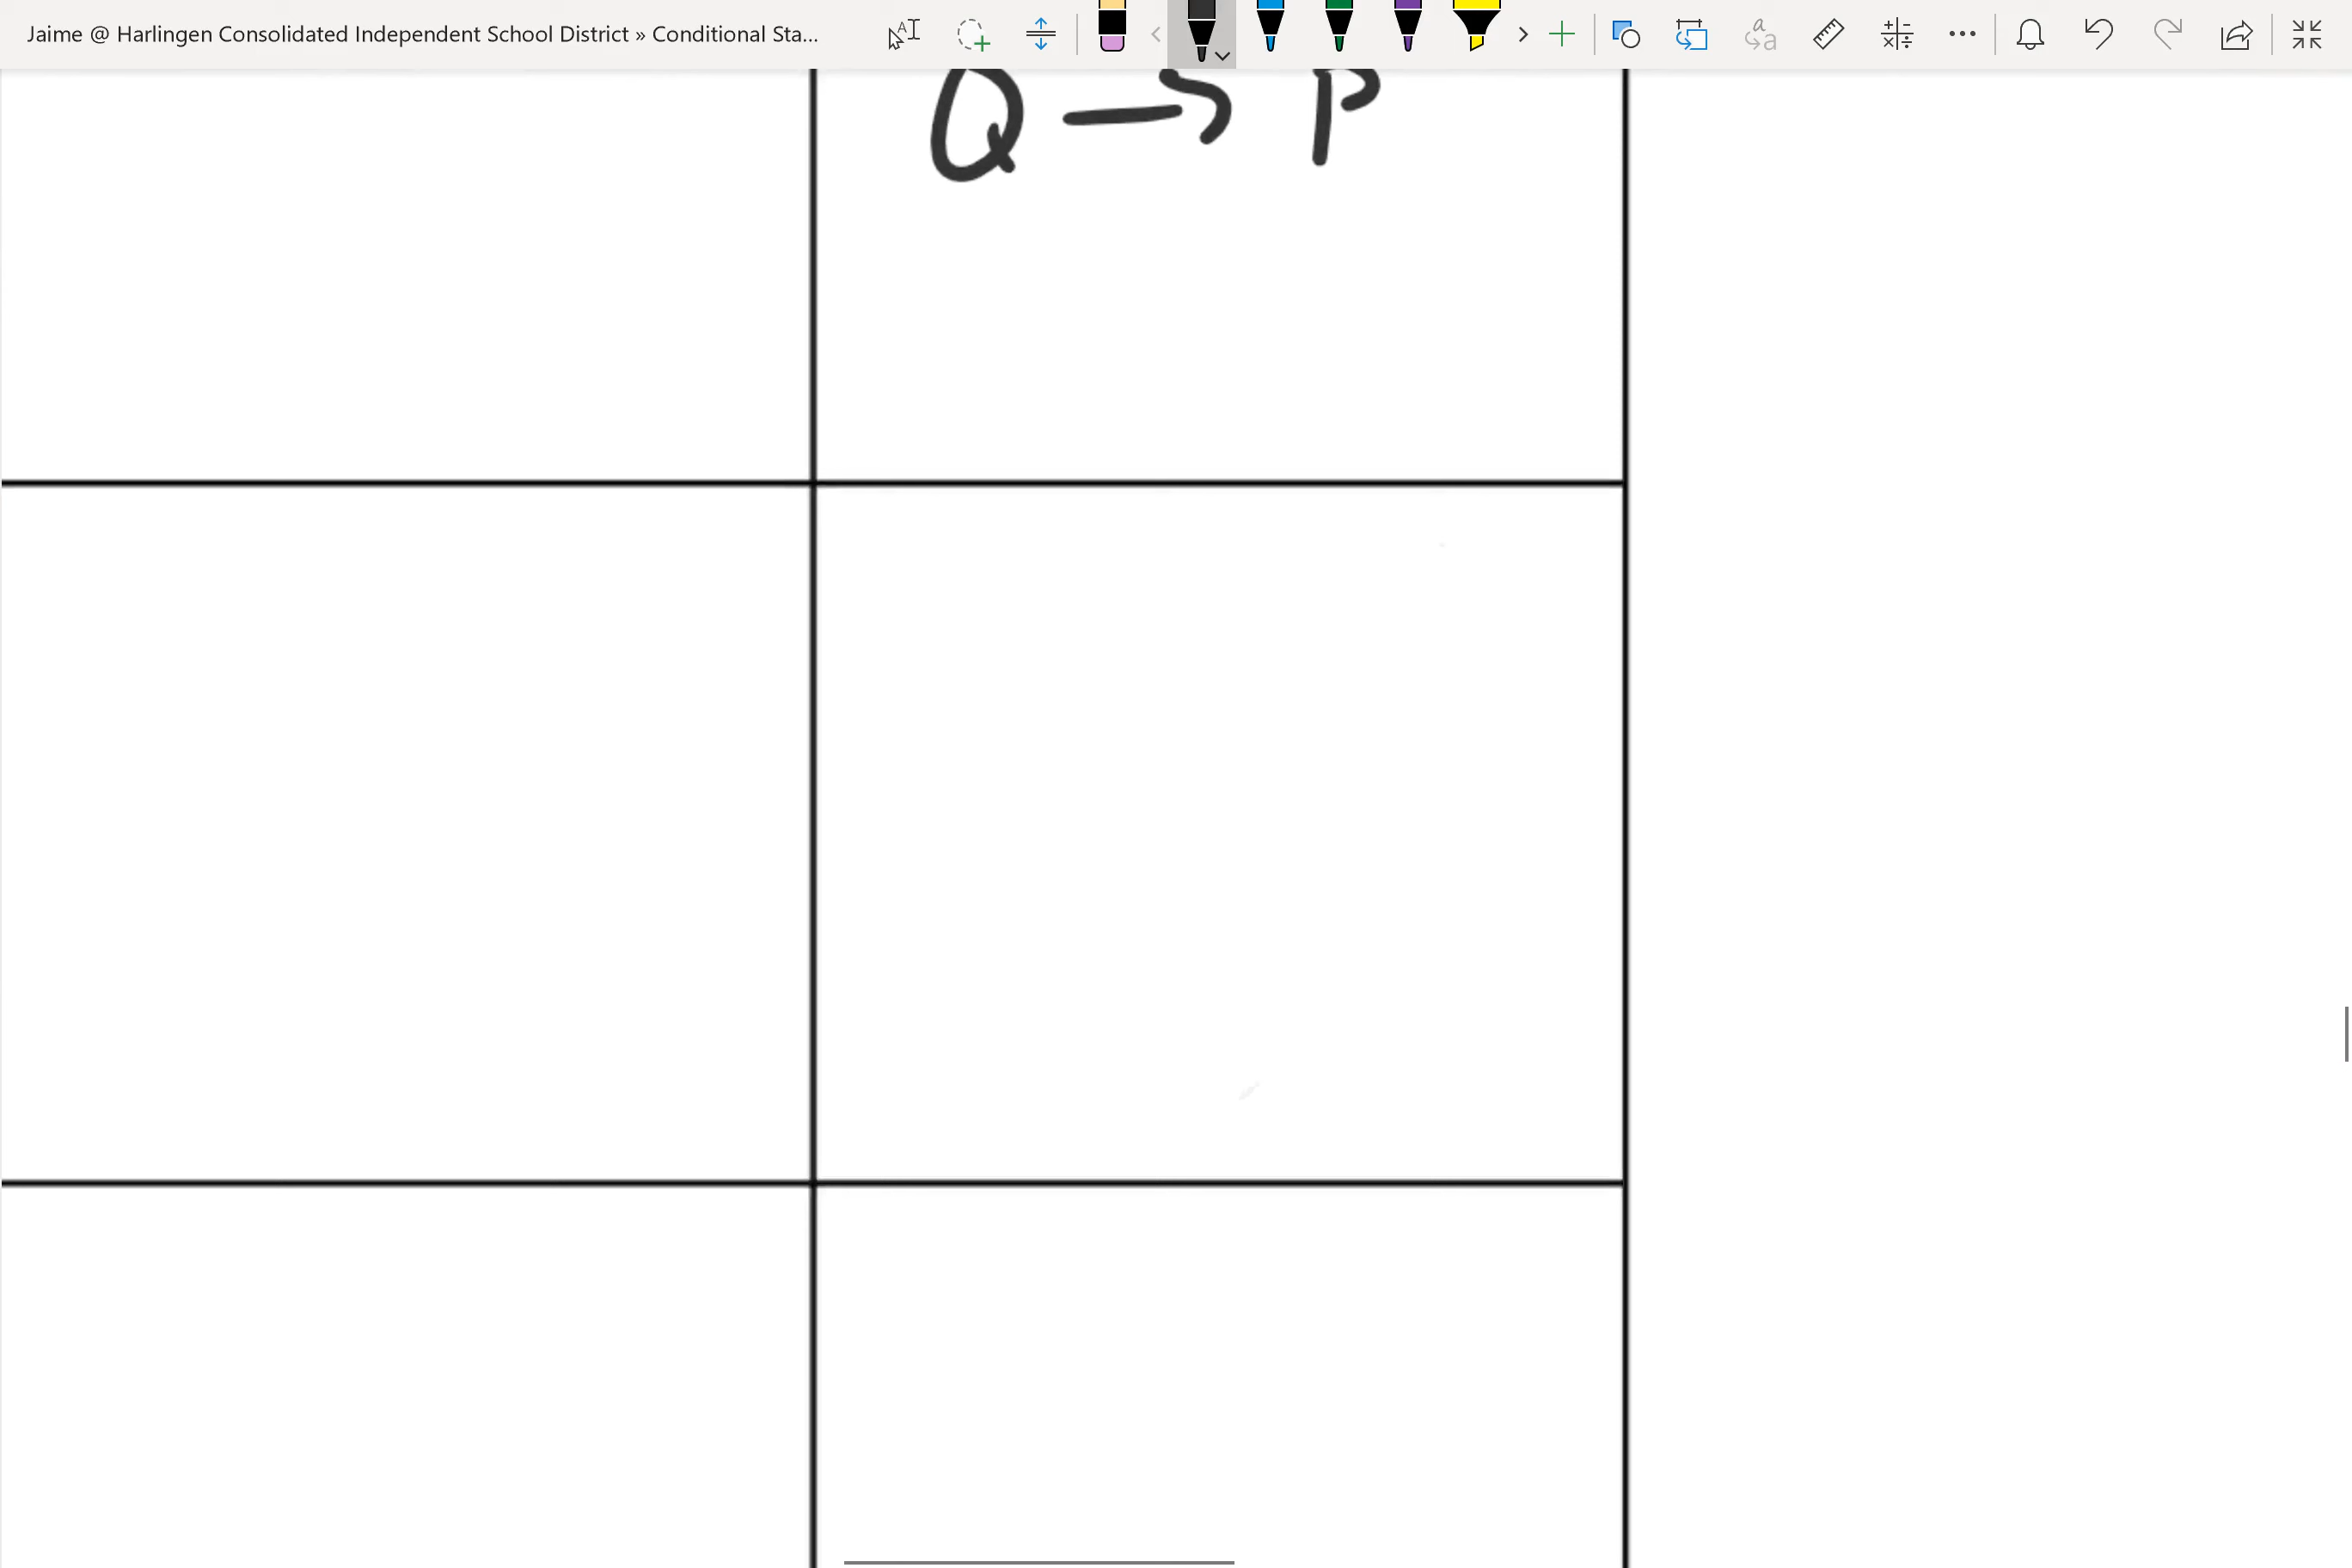 Jaime @ Harlingen Consolidated Independent School District » Conditional Sta...
Q → P